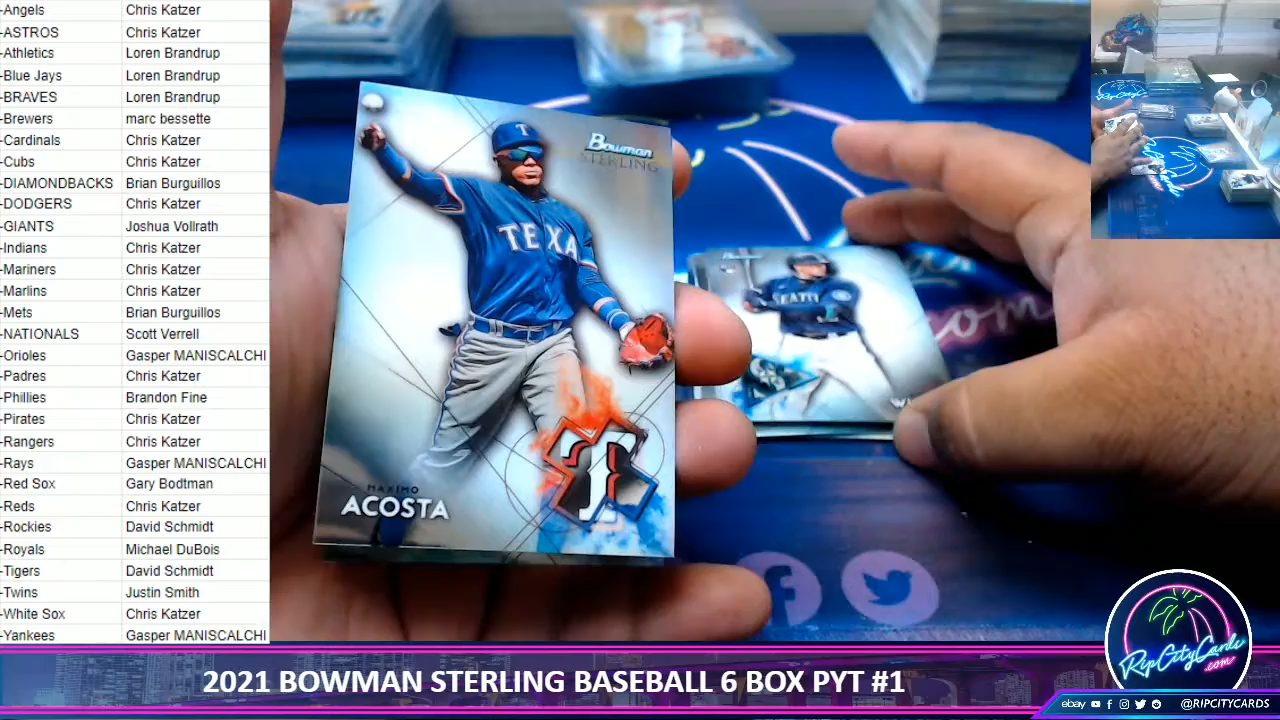 -Angels Chris Katzer
-ASTROS Chris Katzer
-Athletics Loren Brandrup
-Blue Jays Loren Brandrup
-BRAVES Loren Brandrup
-Brewers marc bessette
-Cardinals Chris Katzer
-Cubs Chris Katzer
-DIAMONDBACKS Brian Burguillos
-DODGERS Chris Katzer
-GIANTS Joshua Vollrath
-Indians Chris Katzer
-Mariners Chris Katzer
-Marlins Chris Katzer
-Mets Brian Burguillos
-NATIONALS Scott Verrell
-Orioles Gasper MANISCALCHI
-Padres Chris Katzer
-Phillies Brandon Fine
-Pirates Chris Katzer
-Rangers Chris Katzer
-Rays Gasper MANISCALCHI
-Red Sox Gary Bodtman
-Reds Chris Katzer
-Rockies David Schmidt
-Royals Michael DuBois
-Tigers David Schmidt
-Twins Justin Smith
-White Sox Chris Katzer
-Yankees Gasper MANISCALCHI
Bowman
STERLING
T
TEXA
MAXIMO
ACOSTA
T
SEATTL
com
RipCityCards
.com
2021 BOWMAN STERLING BASEBALL 6 BOX PYT #1
ebay @RIPCITYCARDS